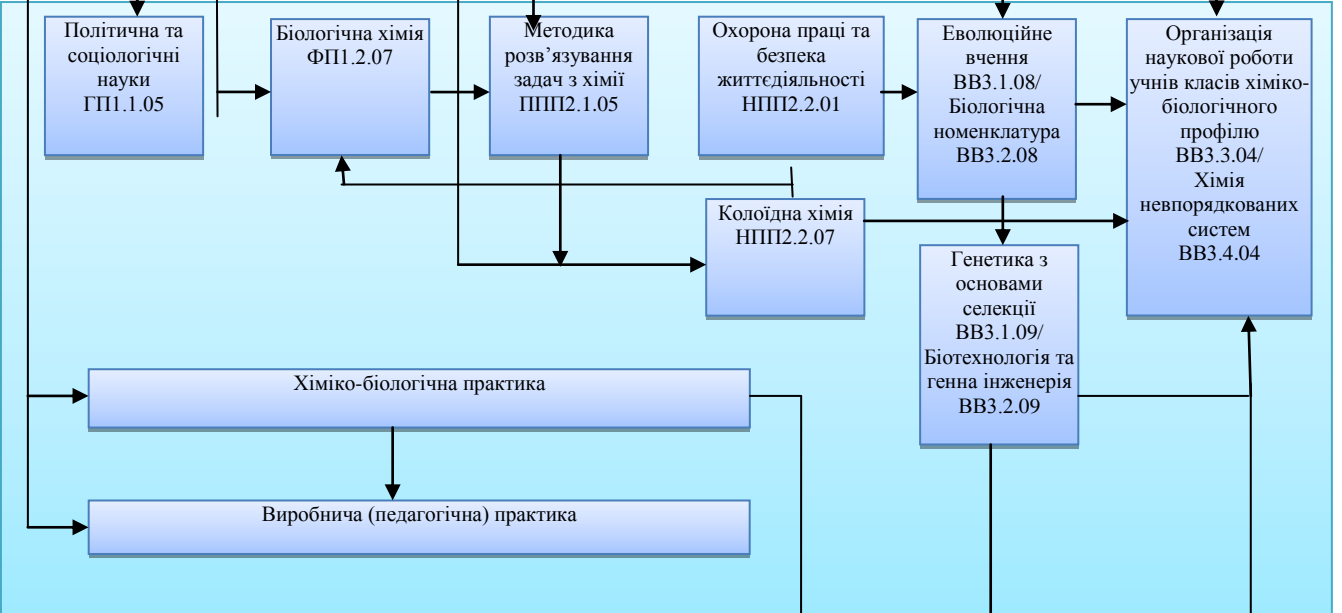 Політична та
соціологічні
науки
ГП1.1.05
Біологічна хімія
ФП1.2.07
Методика
розв’язування
задач з хімії
ППП2.1.05
Охорона праці та
безпека
життєдіяльності
НПП2.2.01
Еволюційне
вчення
ВВ3.1.08/
Біологічна
номенклатура
ВВ3.2.08
Організація
наукової роботи
учнів класів хіміко-
біологічного
профілю
ВВ3.3.04/
Хімія
невпорядкованих
систем
ВВ3.4.04
Колоїдна хімія
НПП2.2.07
Генетика з
основами
селекції
ВВ3.1.09/
Біотехнологія та
генна інженерія
ВВ3.2.09
Хіміко-біологічна практика
Виробнича (педагогічна) практика